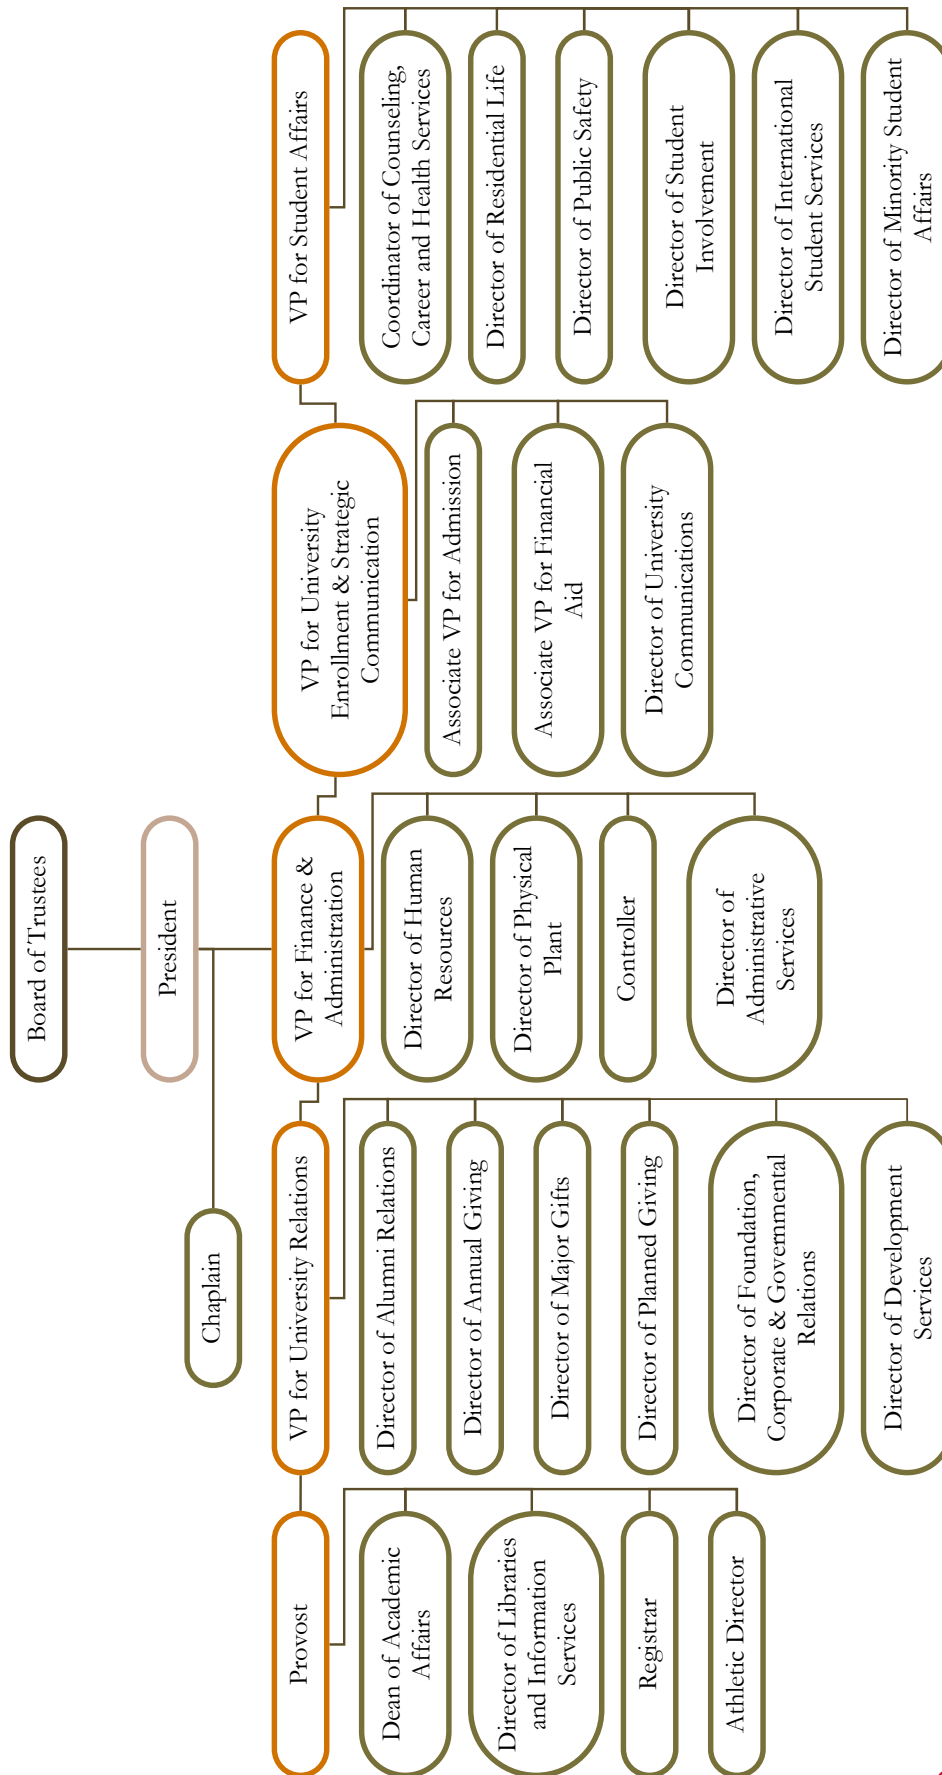 Board of Trustees
President
Chaplain
Provost
Dean of Academic
Affairs
Director of Libraries
and Information
Services
Registrar
Athletic Director
VP for University Relations
Director of Alumni Relations
Director of Annual Giving
Director of Major Gifts
Director of Planned Giving
Director of Foundation,
Corporate & Governmental
Relations
Director of Development
Services
VP for Finance &
Administration
Director of Human
Resources
Director of Physical
Plant
Controller
Director of
Administrative
Services
VP for University
Enrollment & Strategic
Communication
Associate VP for Admission
Associate VP for Financial
Aid
Director of University
Communications
VP for Student Affairs
Coordinator of Counseling,
Career and Health Services
Director of Residential Life
Director of Public Safety
Director of Student
Involvement
Director of International
Student Services
Director of Minority Student
Affairs